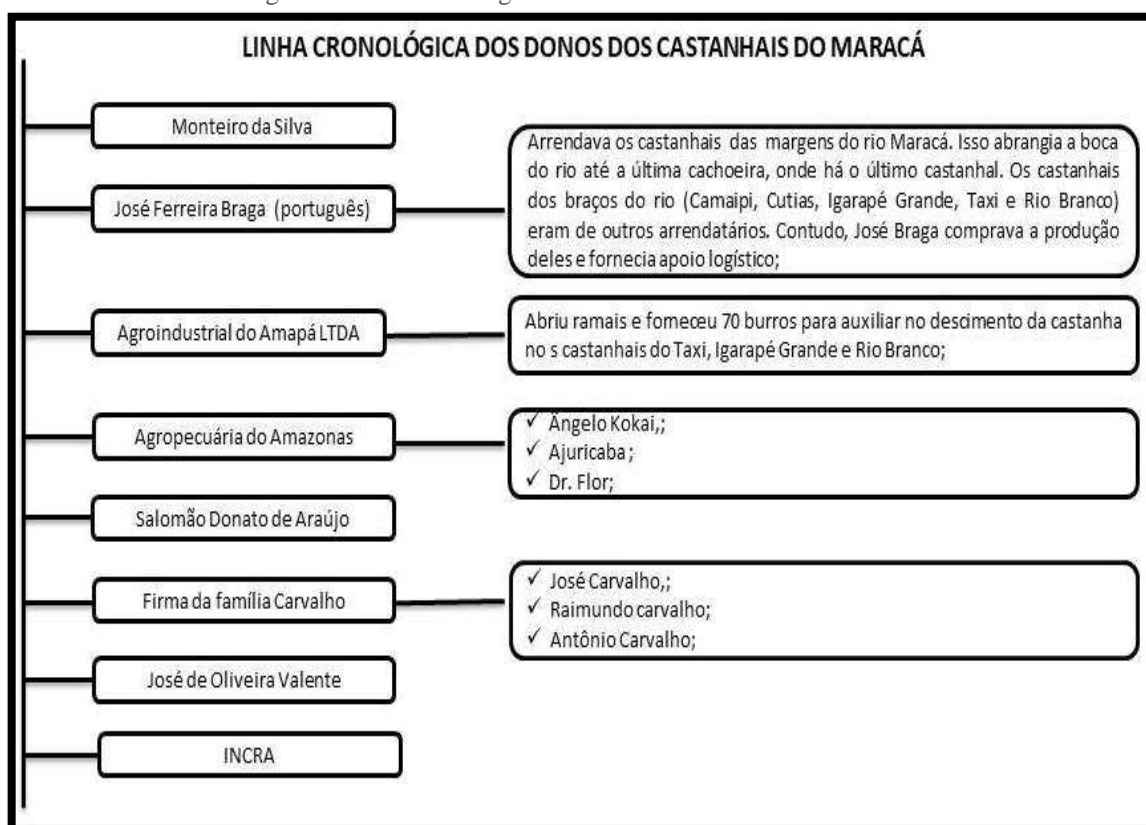 LINHA CRONOLÓGICA DOS DONOS DOS CASTANHAIS DO MARACÁ
Monteiro da Silva
José Ferreira Braga (português)
Arrendava os castanhais das margens do rio Maracá. Isso abrangia a boca
do rio até a última cachoeira, onde há o último castanhal. Os castanhais
dos braços do rio (Camaipi, Cutias, Igarapé Grande, Taxi e Rio Branco)
eram de outros arrendatários. Contudo, José Braga comprava a produção
deles e fornecia apoio logístico;
Agroindustrial do Amapá LTDA
Abriu ramais e forneceu 70 burros para auxiliar no descimento da castanha
no s castanhais do Taxi, Igarapé Grande e Rio Branco;
Agropecuária do Amazonas
✓ Ângelo Kokai,;
✓ Ajuricaba;
✓ Dr. Flor;
Salomão Donato de Araújo
Firma da família Carvalho
✓ José Carvalho,;
✓ Raimundo carvalho;
✓ Antônio Carvalho;
José de Oliveira Valente
INCRA